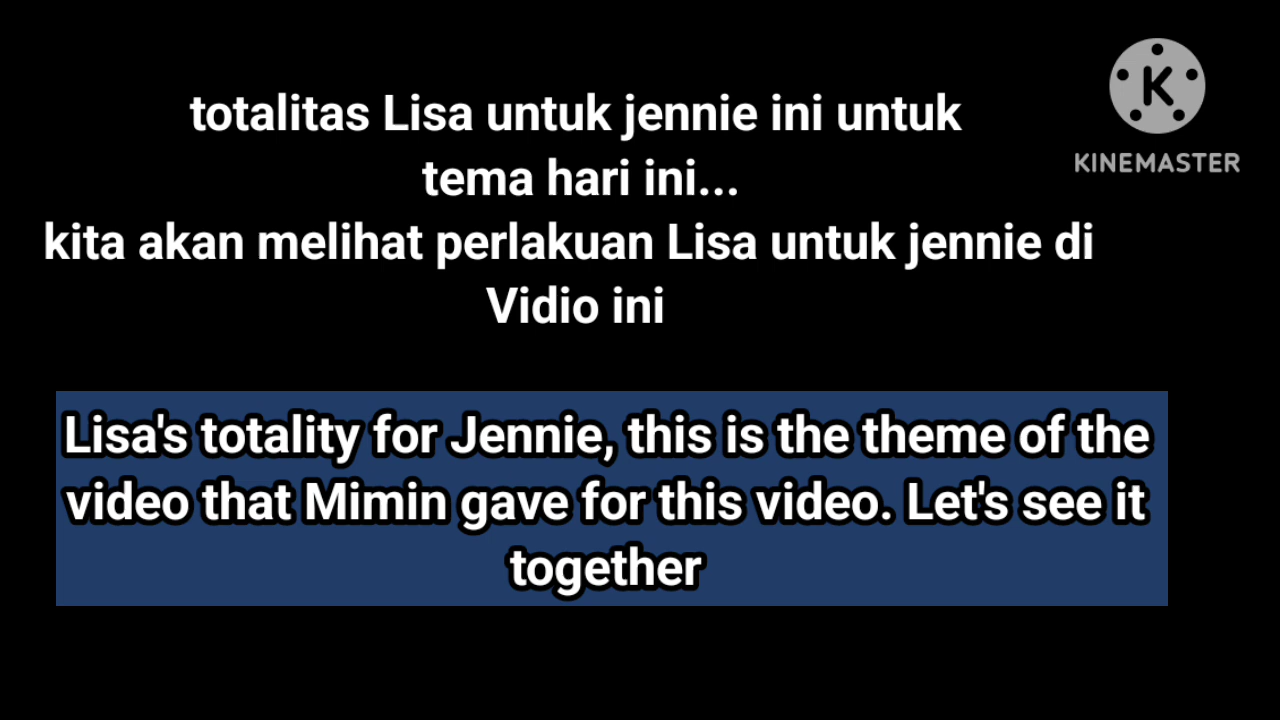 totalitas Lisa untuk jennie ini untuk
tema hari ini...
kita akan melihat perlakuan Lisa untuk jennie di
Vidio ini
K
KINEMASTER
Lisa's totality for Jennie, this is the theme of the
video that Mimin gave for this video. Let's see it
together